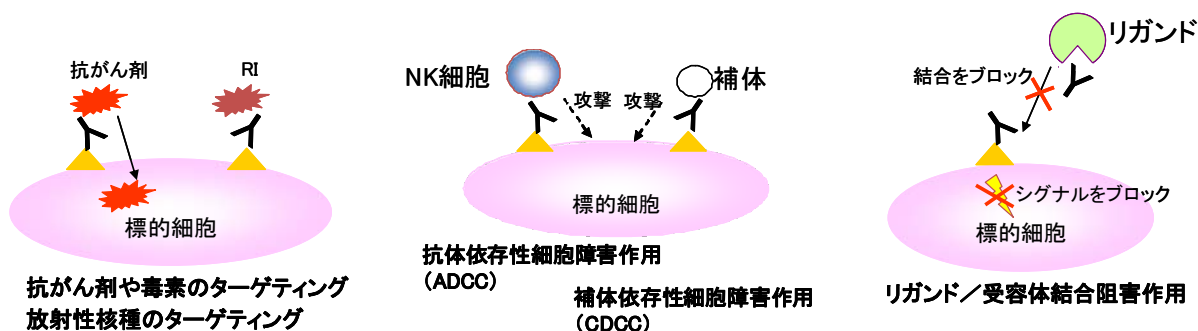 抗がん剤
RI
標的細胞
抗がん剤や毒素のターゲティング
放射性核種のターゲティング
NK細胞
攻撃
攻撃
補体
標的細胞
抗体依存性細胞障害作用
(ADCC)
補体依存性細胞障害作用
(CDCC)
リガンド
結合をブロック
シグナルをブロック
標的細胞
リガンド／受容体結合阻害作用